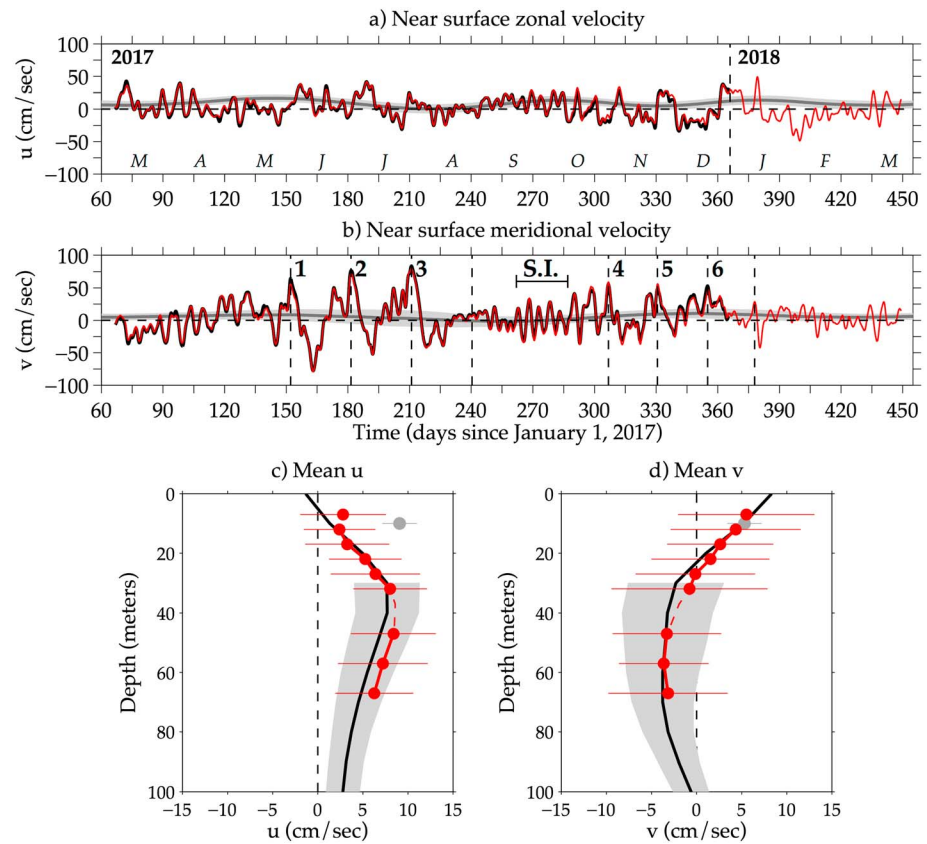 a) Near surface zonal velocity
u (cm/sec)
100
50
0
−50
−100
2017
2018
M A M J J A S O N D J F M
60 90 120 150 180 210 240 270 300 330 360 390 420 450
b) Near surface meridional velocity
v (cm/sec)
100
50
0
−50
−100
1 2 3 S.I. 4 5 6
60 90 120 150 180 210 240 270 300 330 360 390 420 450
Time (days since January 1, 2017)
c) Mean u
Depth (meters)
0
20
40
60
80
100
−15 −10 −5 0 5 10 15
u (cm/sec)
d) Mean v
Depth (meters)
0
20
40
60
80
100
−15 −10 −5 0 5 10 15
v (cm/sec)